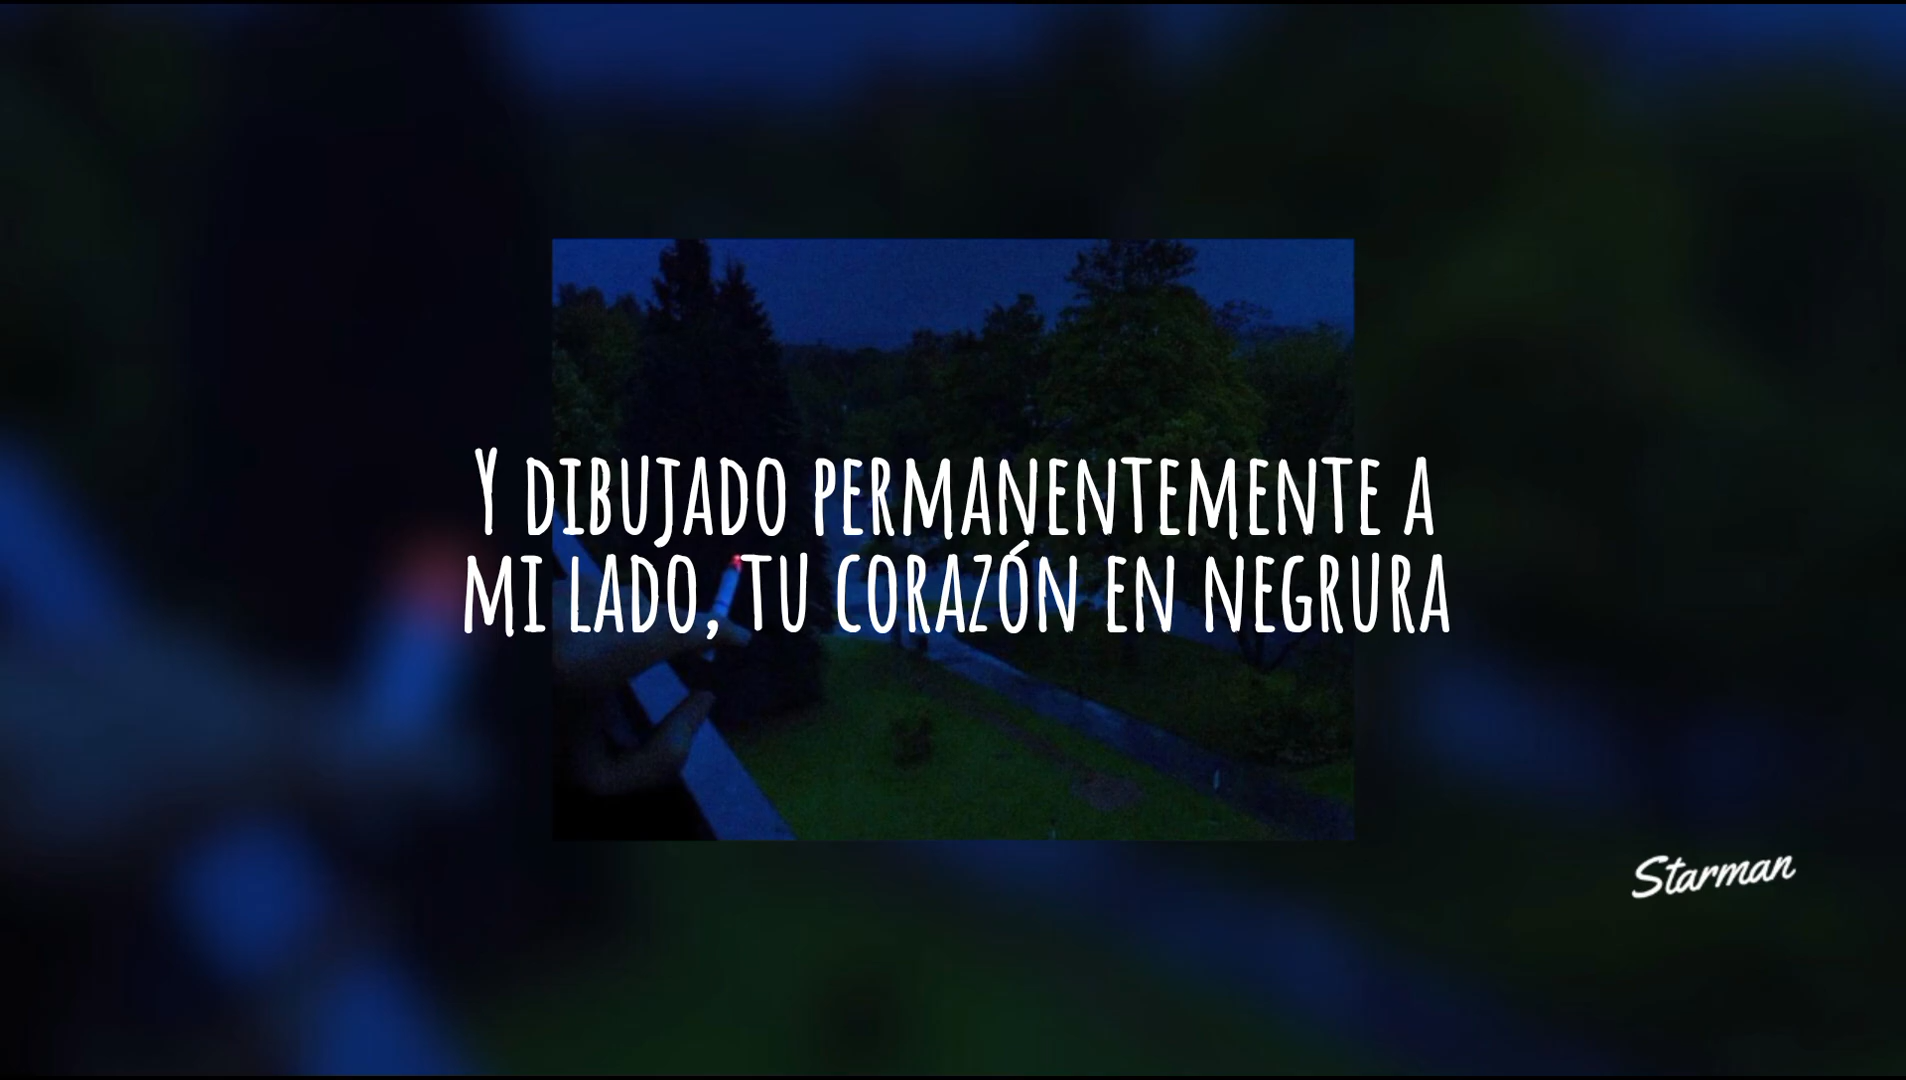 Y DIBUJADO PERMANENTEMENTE A
MI LADO, TU CORAZÓN EN NEGRURA
Starman